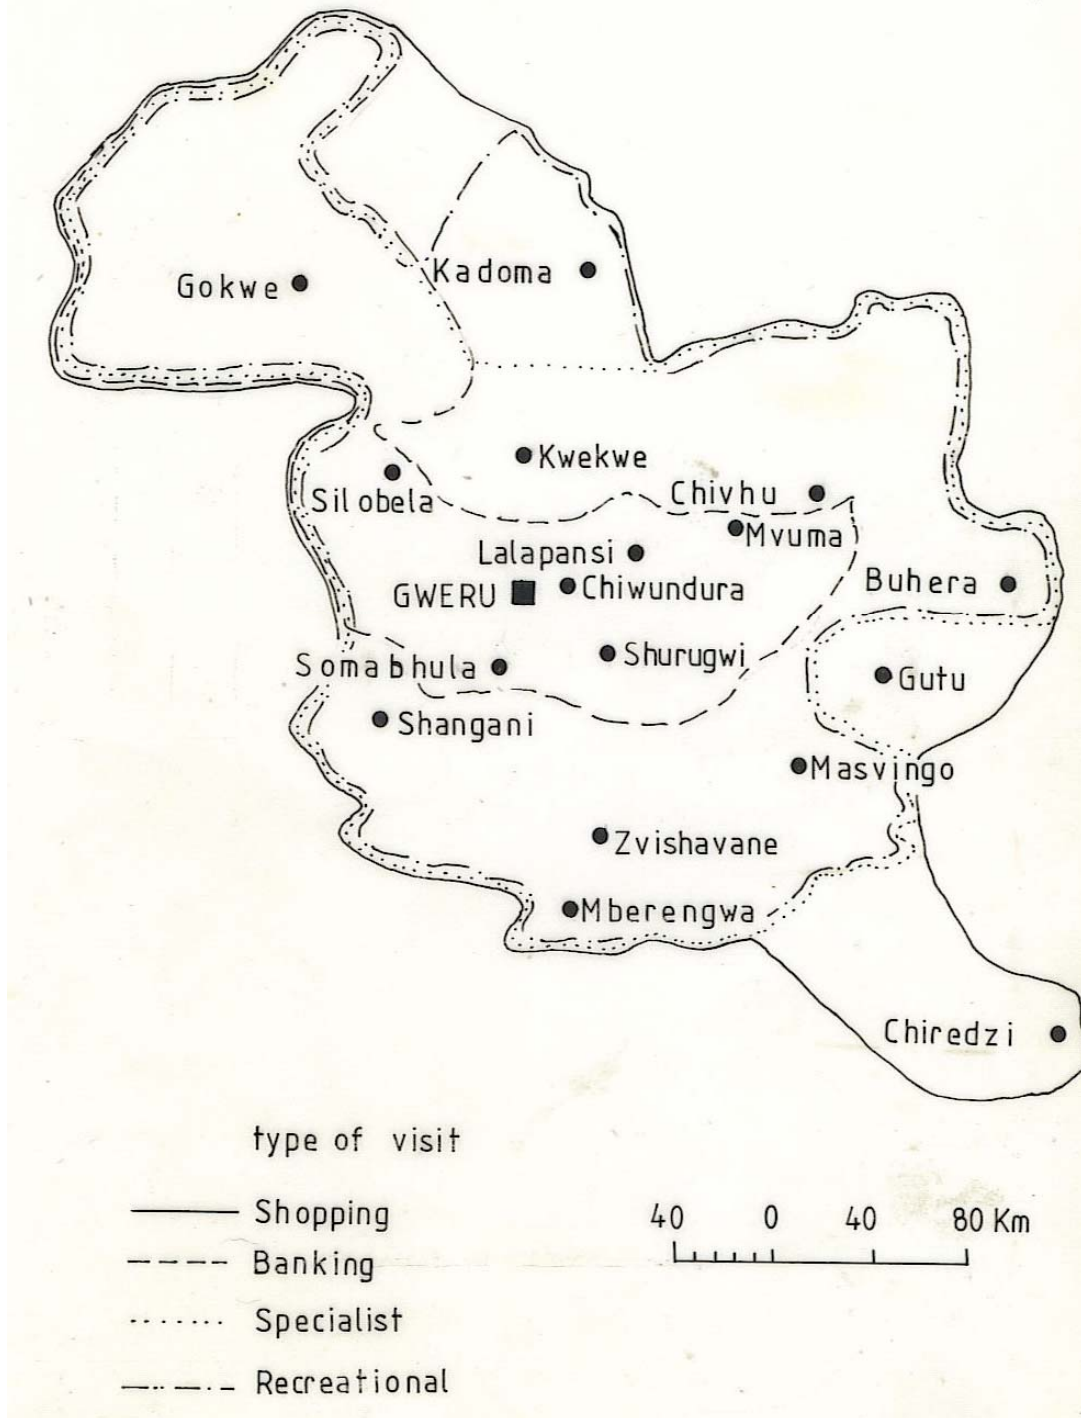 Kadoma
Gokwe
Kwekwe
Chivhu
Silobela
Mvuma
Lalapansi
Buhera
GWERU
Chiwundura
Shurugwi
Somabhula
Gutu
Shangani
Masvingo
Zvishavane
Mberengwa
Chiredzi
type of visit
Shopping
40 0 40 80 Km
Banking
Specialist
Recreational